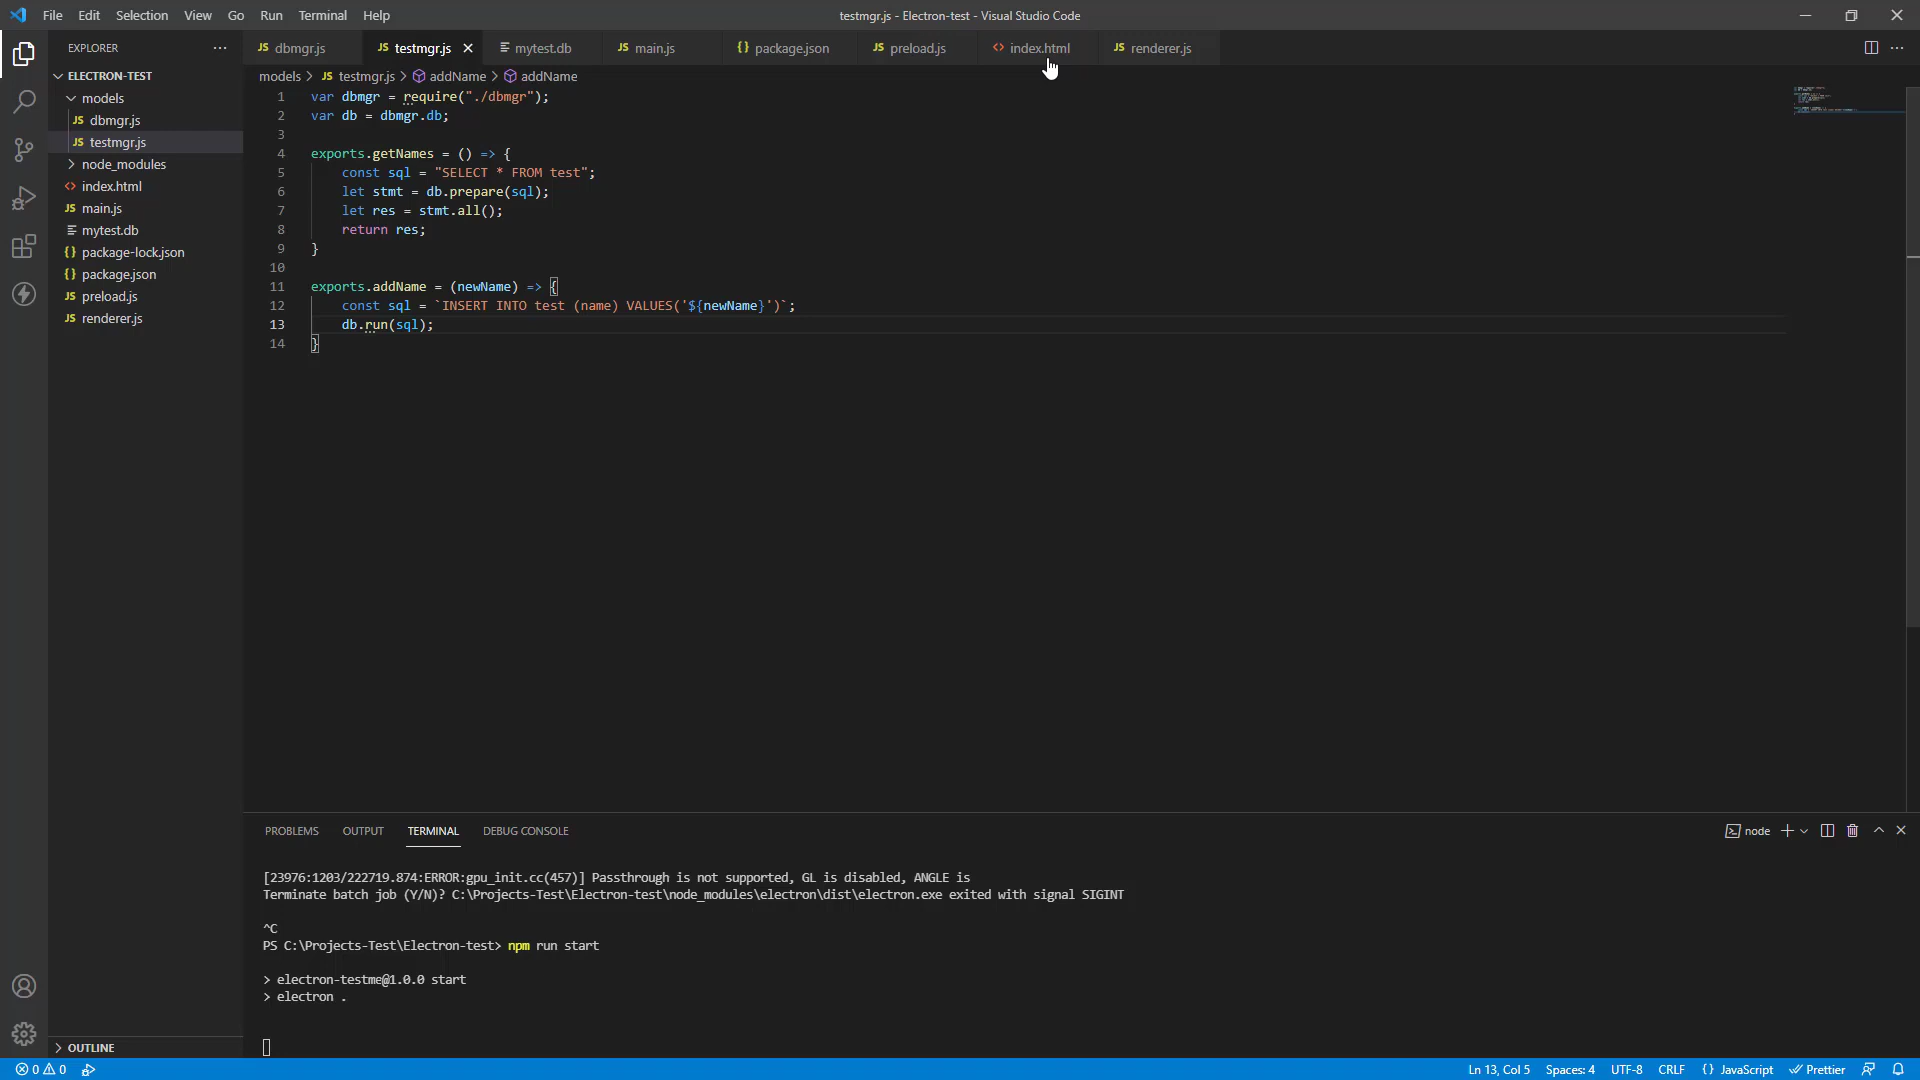 File Edit Selection View Go Run Terminal Help
testmgr.js - Electron-test - Visual Studio Code
EXPLORER
ELECTRON-TEST
models
JS dbmgr.js
JS testmgr.js
node_modules
<> index.html
JS main.js
mytest.db
{} package-lock.json
{} package.json
JS preload.js
JS renderer.js
OUTLINE
JS dbmgr.js JS testmgr.js mytest.db JS main.js {} package.json JS preload.js <> index.html JS renderer.js
models > JS testmgr.js > addName > addName
1 var dbmgr = require("./dbmgr");
2 var db = dbmgr.db;
3
4 exports.getNames = () => {
5 const sql = "SELECT * FROM test";
6 let stmt = db.prepare(sql);
7 let res = stmt.all();
8 return res;
9 }
10
11 exports.addName = (newName) => {
12 const sql = `INSERT INTO test (name) VALUES('${newName}')`;
13 db.run(sql);
14 }
PROBLEMS OUTPUT TERMINAL DEBUG CONSOLE
node
[23976:1203/222719.874:ERROR:gpu_init.cc(457)] Passthrough is not supported, GL is disabled, ANGLE is
Terminate batch job (Y/N)? C:\Projects-Test\Electron-test\node_modules\electron\dist\electron.exe exited with signal SIGINT
^C
PS C:\Projects-Test\Electron-test> npm run start
> electron-testme@1.0.0 start
> electron .
0 0
Ln 13, Col 5 Spaces: 4 UTF-8 CRLF {} JavaScript Prettier